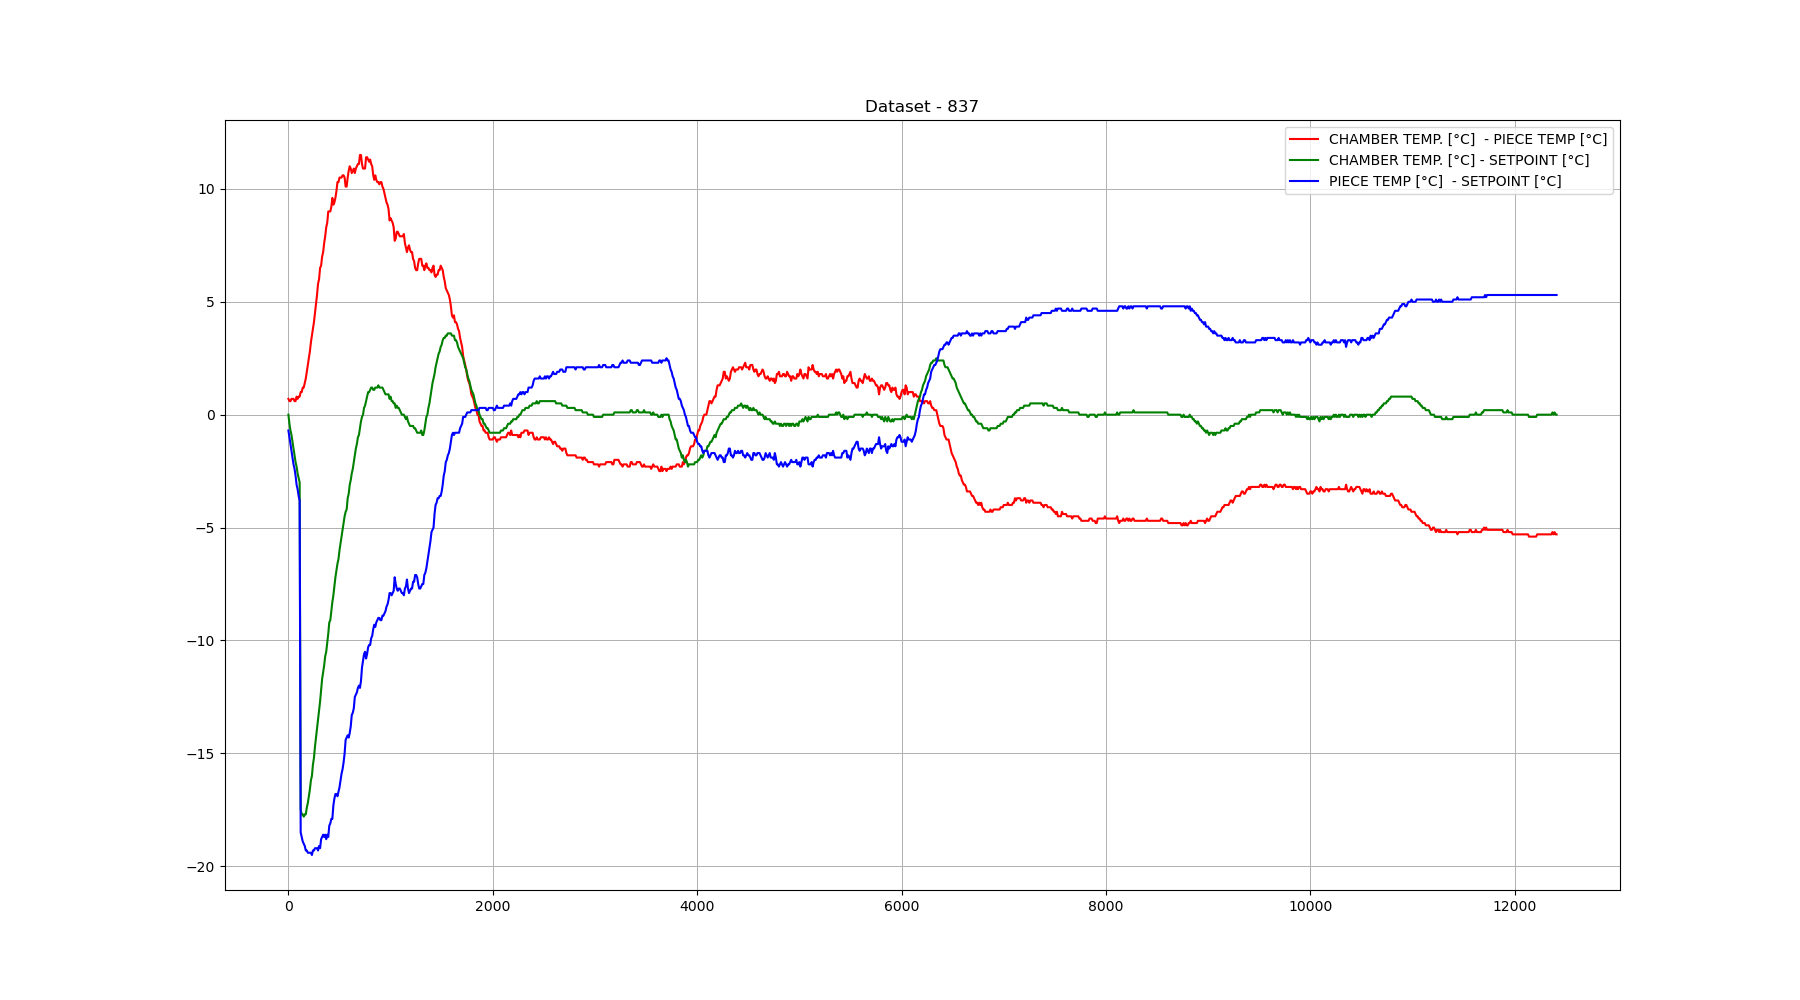 Dataset - 837
CHAMBER TEMP. [°C]  - PIECE TEMP [°C]
CHAMBER TEMP. [°C] - SETPOINT [°C]
PIECE TEMP [°C]  - SETPOINT [°C]
10
5
0
−5
−10
−15
−20
0 2000 4000 6000 8000 10000 12000